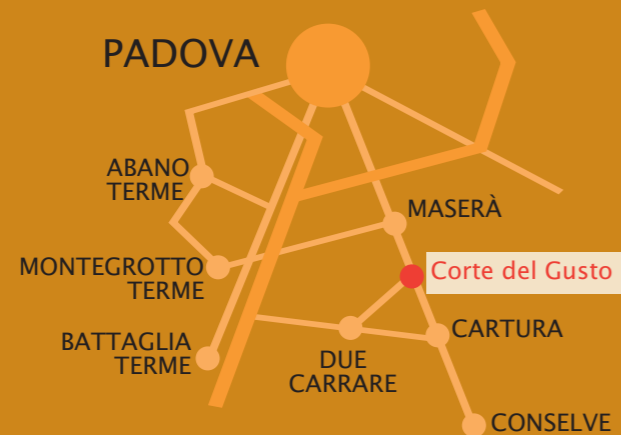 PADOVA
ABANO
TERME
MASERÀ
MONTEGROTTO
TERME
Corte del Gusto
BATTAGLIA
TERME
CARTURA
DUE
CARRARE
CONSELVE